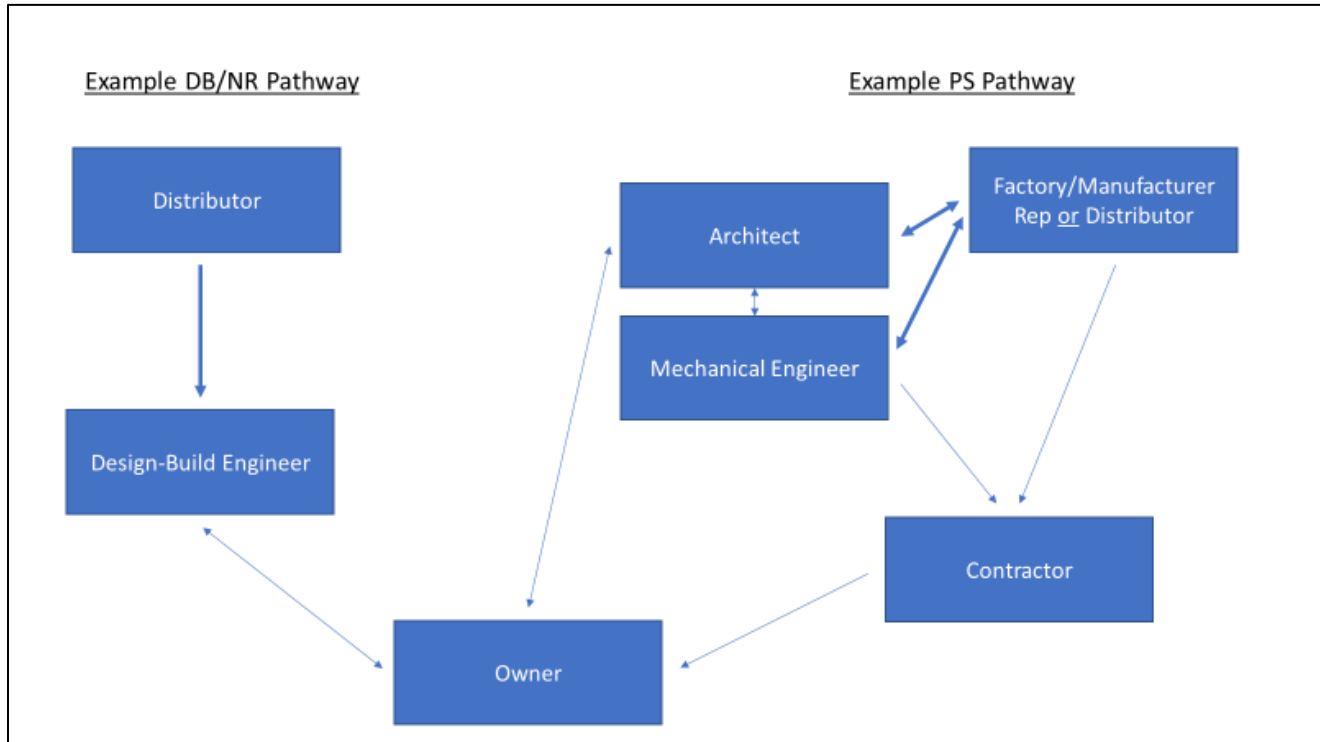 Example DB/NR Pathway
Example PS Pathway
Distributor
Architect
Factory/Manufacturer
Rep or Distributor
Mechanical Engineer
Design-Build Engineer
Contractor
Owner